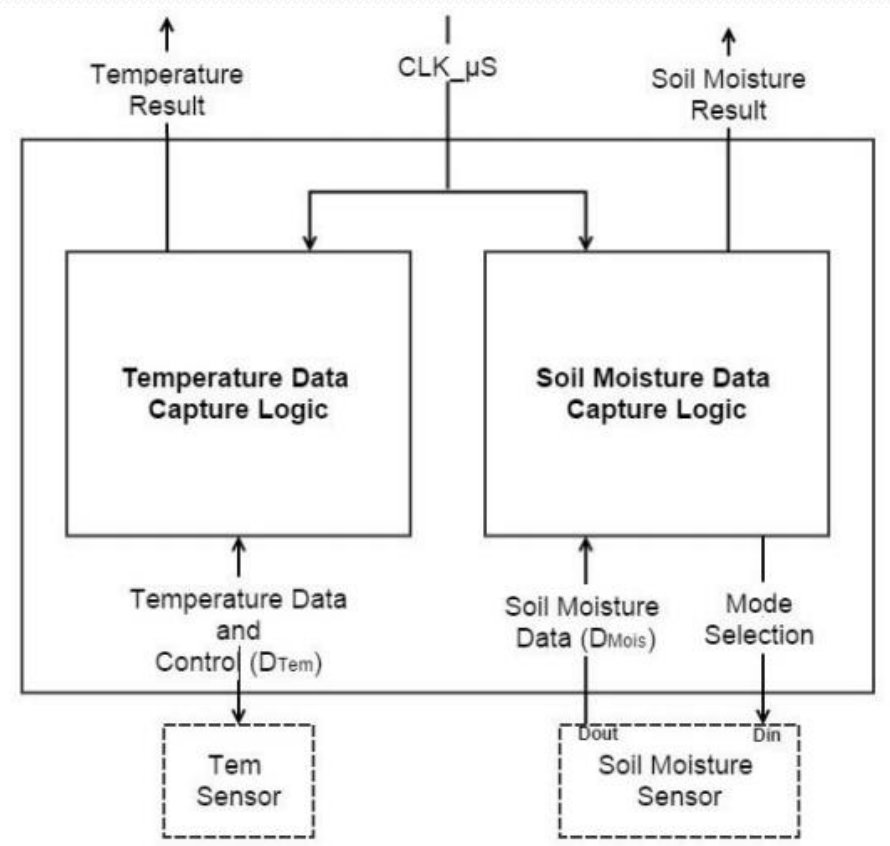 Temperature
Result
CLK_µS
Soil Moisture
Result
Temperature Data
Capture Logic
Soil Moisture Data
Capture Logic
Temperature Data
and
Control (DTem)
Soil Moisture
Data (DMois)
Mode
Selection
Dout
Din
Tem
Sensor
Soil Moisture
Sensor